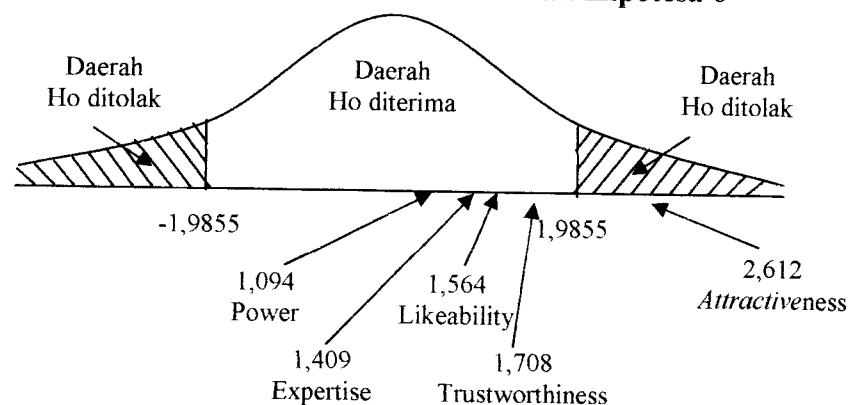 Daerah
Ho ditolak
Daerah
Ho diterima
Daerah
Ho ditolak
-1,9855
1,9855
1,094
Power
1,564
Likeability
2,612
Attractiveness
1,409
Expertise
1,708
Trustworthiness